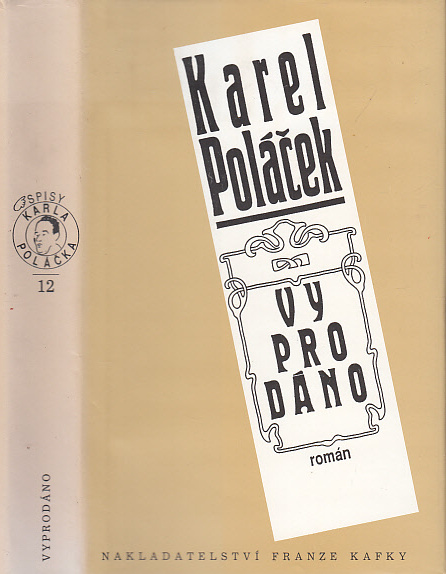 Karel
Poláček
VY
PRO
DÁNO
román
NAKLADATELSTVÍ FRANZE KAFKY
SPISY
KARLA
POLÁČKA
12
VYPRODÁNO